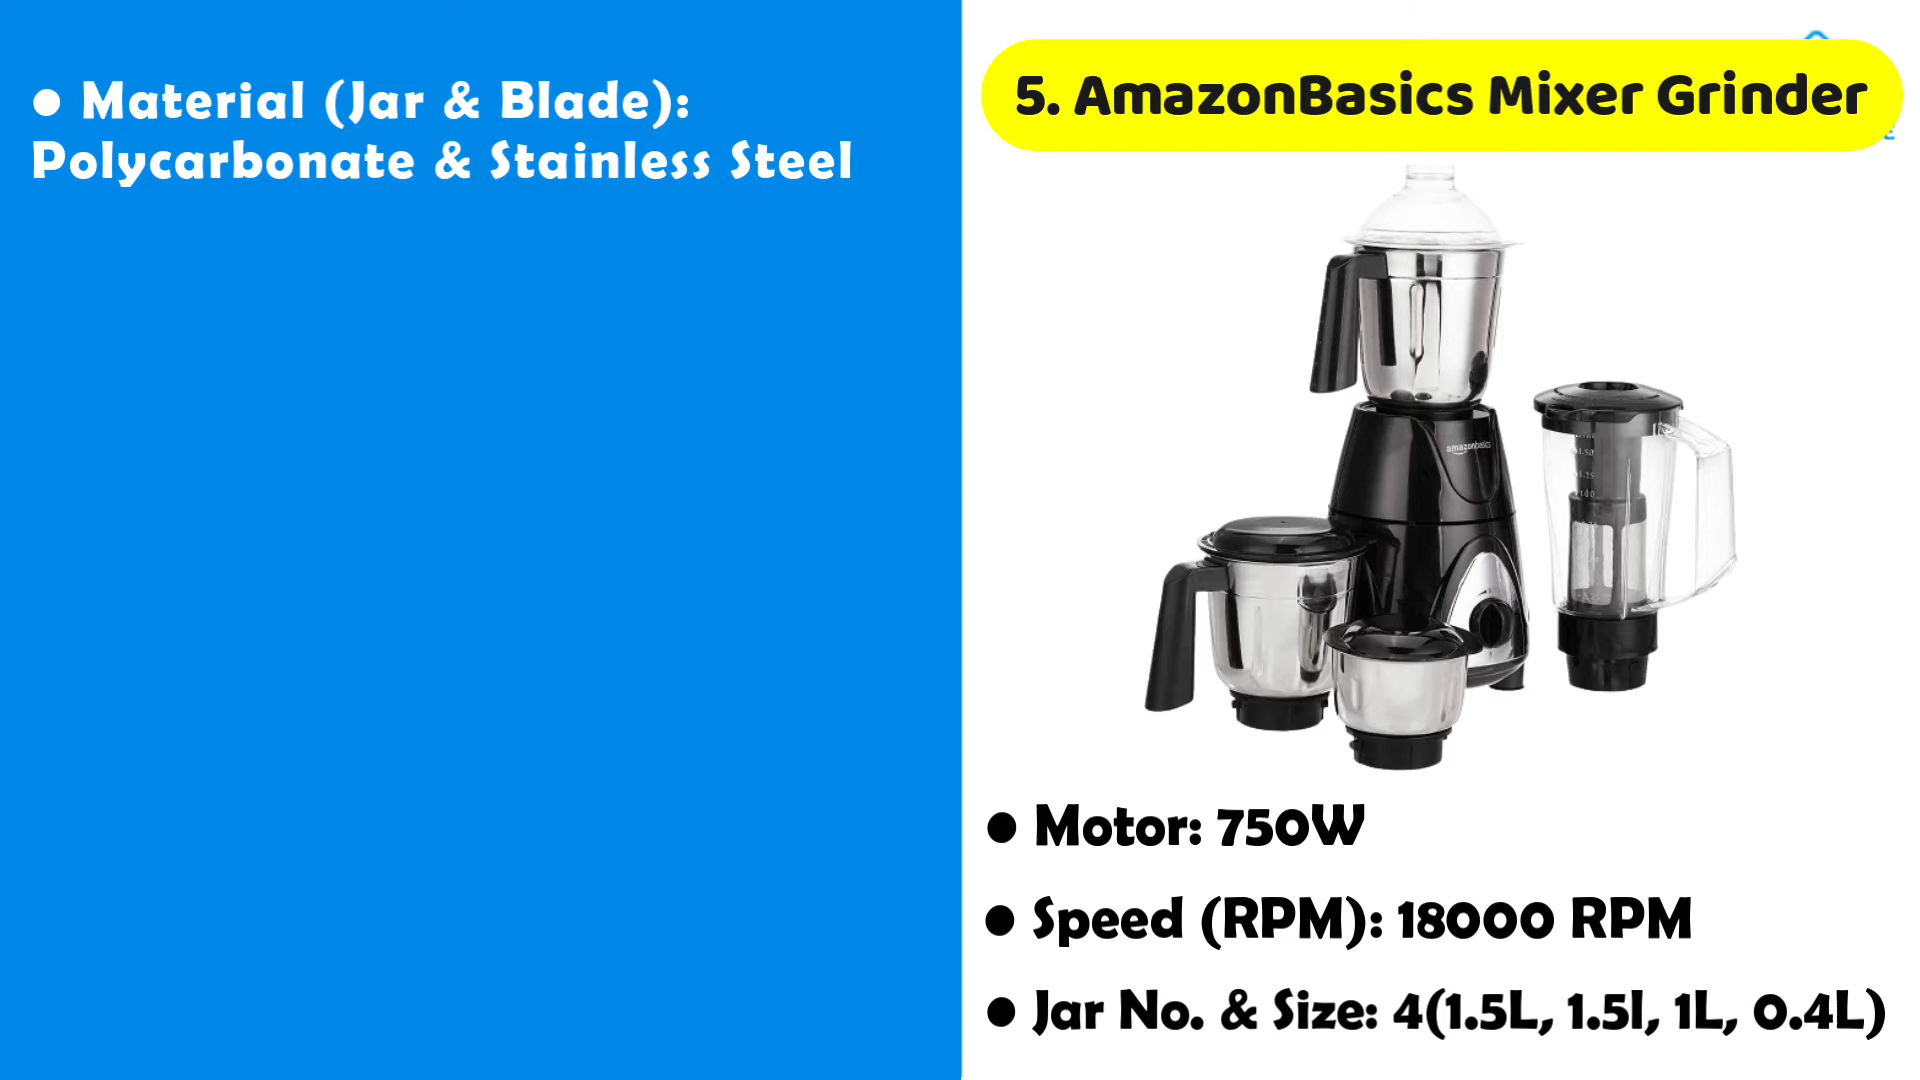 ● Material (Jar & Blade):
Polycarbonate & Stainless Steel
5. AmazonBasics Mixer Grinder
amazonbasics
● Motor: 750W
● Speed (RPM): 18000 RPM
● Jar No. & Size: 4(1.5L, 1.5l, 1L, 0.4L)